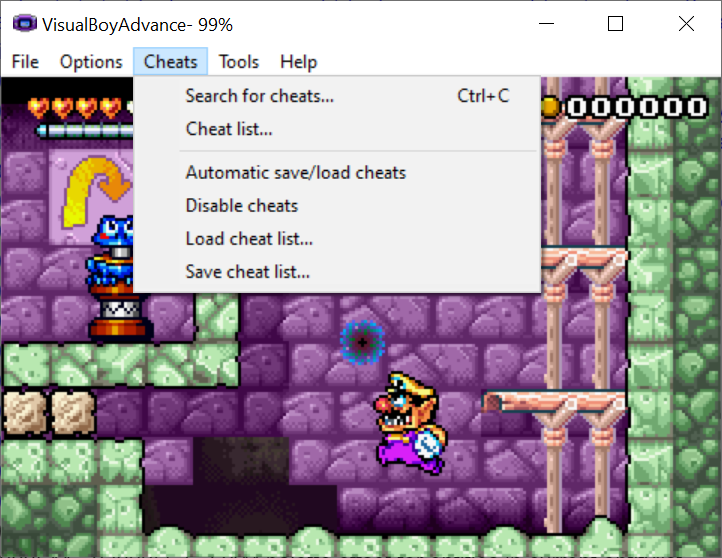 VisualBoyAdvance- 99%
File Options Cheats Tools Help
Search for cheats... Ctrl+C
Cheat list...
000000
Automatic save/load cheats
Disable cheats
Load cheat list...
Save cheat list...